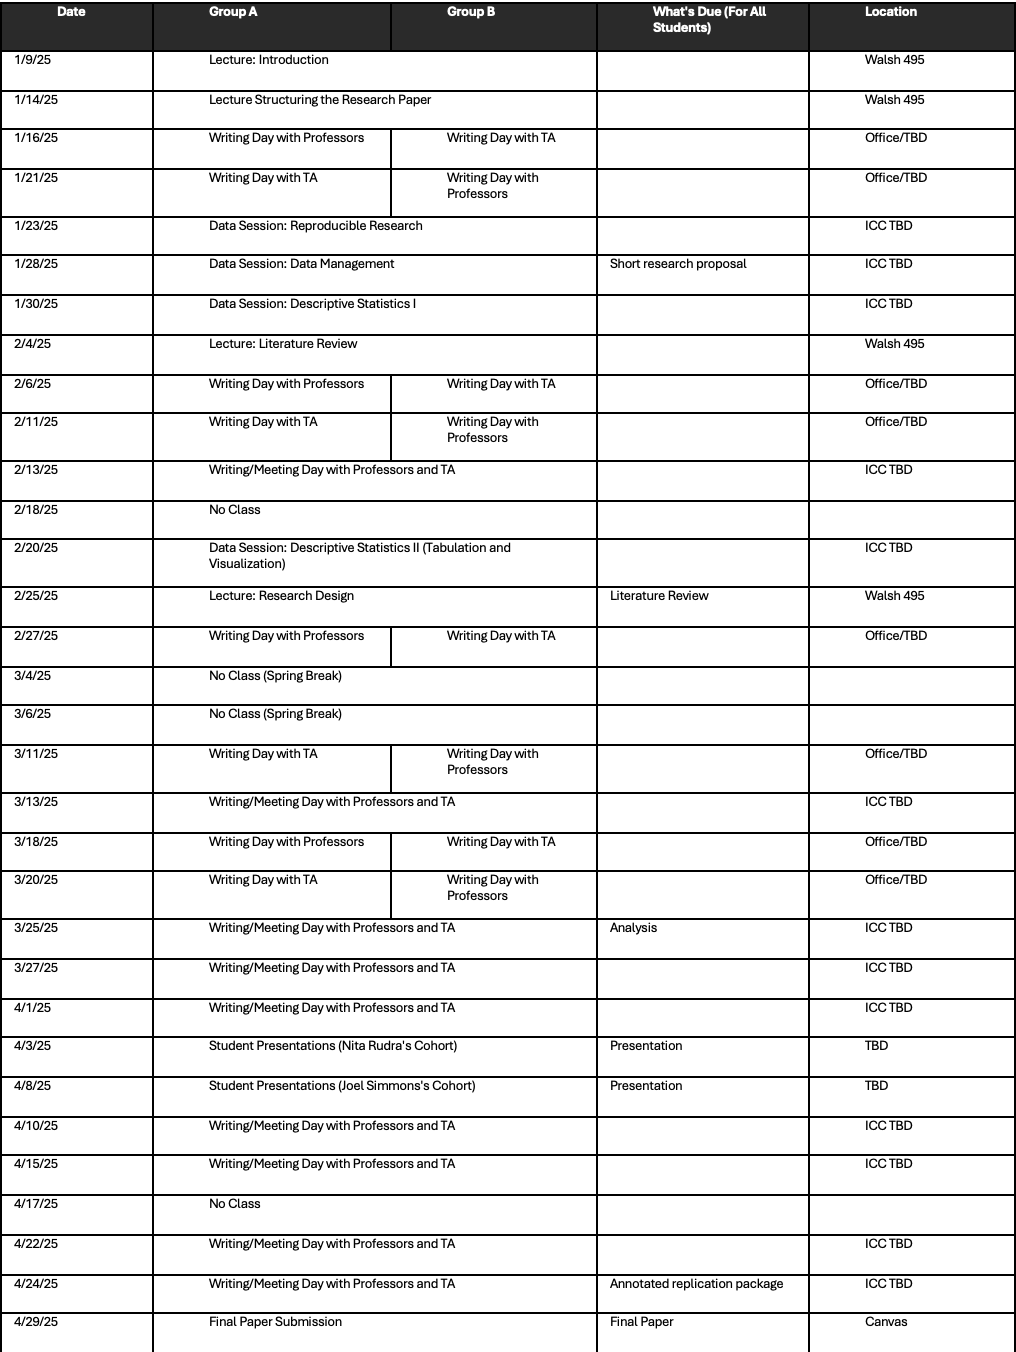 Date Group A Group B What's Due (For All
Students) Location
1/9/25 Lecture: Introduction Walsh 495
1/14/25 Lecture Structuring the Research Paper Walsh 495
1/16/25 Writing Day with Professors Writing Day with TA Office/TBD
1/21/25 Writing Day with TA Writing Day with
Professors Office/TBD
1/23/25 Data Session: Reproducible Research ICC TBD
1/28/25 Data Session: Data Management Short research proposal ICC TBD
1/30/25 Data Session: Descriptive Statistics I ICC TBD
2/4/25 Lecture: Literature Review Walsh 495
2/6/25 Writing Day with Professors Writing Day with TA Office/TBD
2/11/25 Writing Day with TA Writing Day with
Professors Office/TBD
2/13/25 Writing/Meeting Day with Professors and TA ICC TBD
2/18/25 No Class
2/20/25 Data Session: Descriptive Statistics II (Tabulation and
Visualization) ICC TBD
2/25/25 Lecture: Research Design Literature Review Walsh 495
2/27/25 Writing Day with Professors Writing Day with TA Office/TBD
3/4/25 No Class (Spring Break)
3/6/25 No Class (Spring Break)
3/11/25 Writing Day with TA Writing Day with
Professors Office/TBD
3/13/25 Writing/Meeting Day with Professors and TA ICC TBD
3/18/25 Writing Day with Professors Writing Day with TA Office/TBD
3/20/25 Writing Day with TA Writing Day with
Professors Office/TBD
3/25/25 Writing/Meeting Day with Professors and TA Analysis ICC TBD
3/27/25 Writing/Meeting Day with Professors and TA ICC TBD
4/1/25 Writing/Meeting Day with Professors and TA ICC TBD
4/3/25 Student Presentations (Nita Rudra's Cohort) Presentation TBD
4/8/25 Student Presentations (Joel Simmons's Cohort) Presentation TBD
4/10/25 Writing/Meeting Day with Professors and TA ICC TBD
4/15/25 Writing/Meeting Day with Professors and TA ICC TBD
4/17/25 No Class
4/22/25 Writing/Meeting Day with Professors and TA ICC TBD
4/24/25 Writing/Meeting Day with Professors and TA Annotated replication package ICC TBD
4/29/25 Final Paper Submission Final Paper Canvas